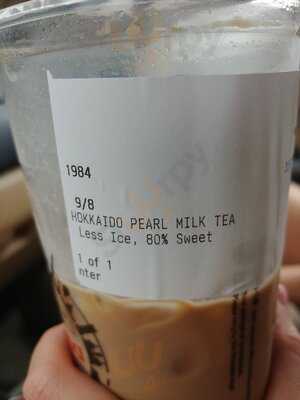 1984
9/8
HOKKAIDO PEARL MILK TEA
Less Ice, 80% Sweet
1 of 1
nter